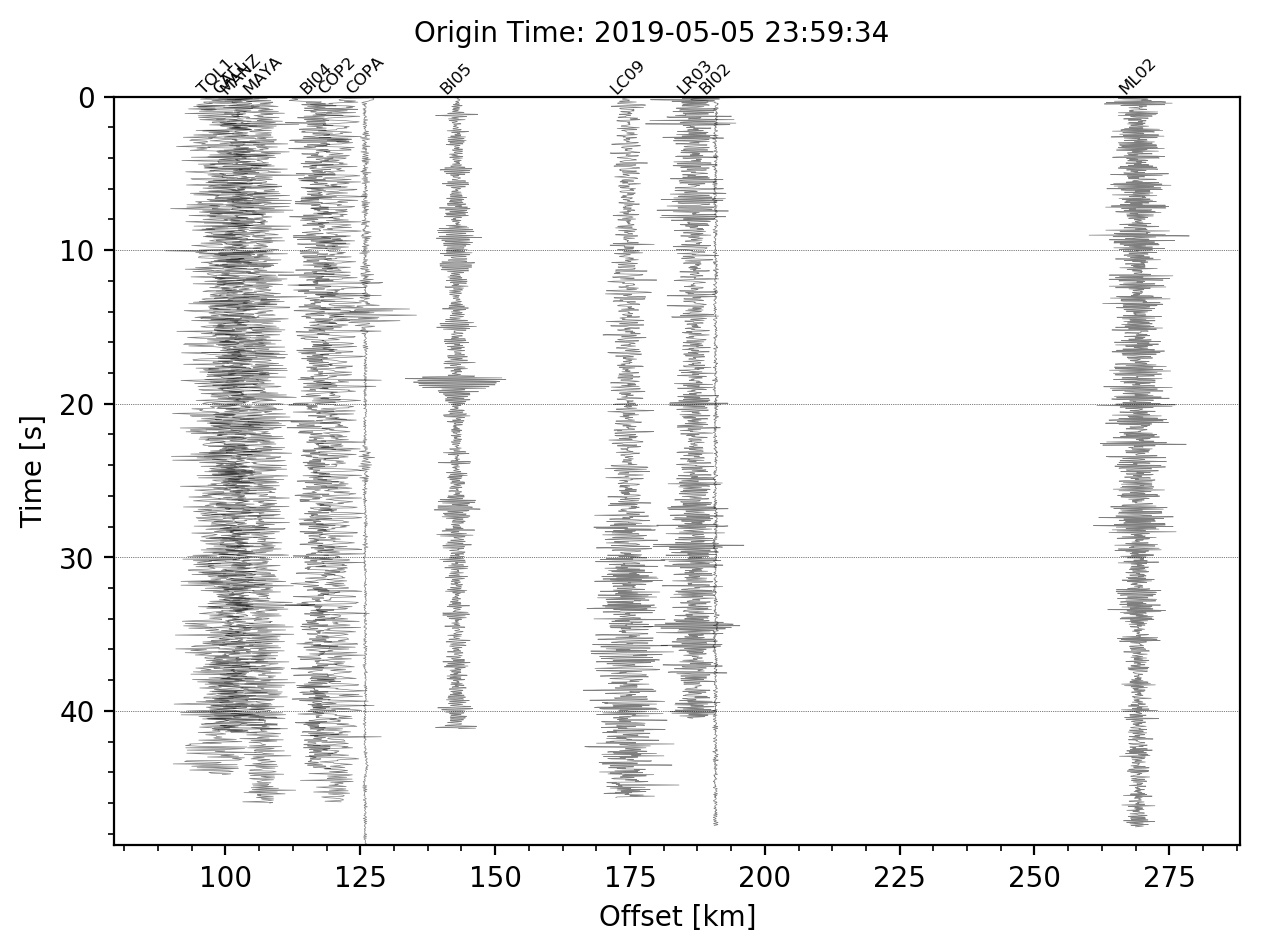 Origin Time: 2019-05-05 23:59:34
TOL1 MANZ MAYA BI04 COP2 COPA BI05 LC09 LR03 BI02 ML02
0
10
20
30
40
Time [s]
100 125 150 175 200 225 250 275
Offset [km]